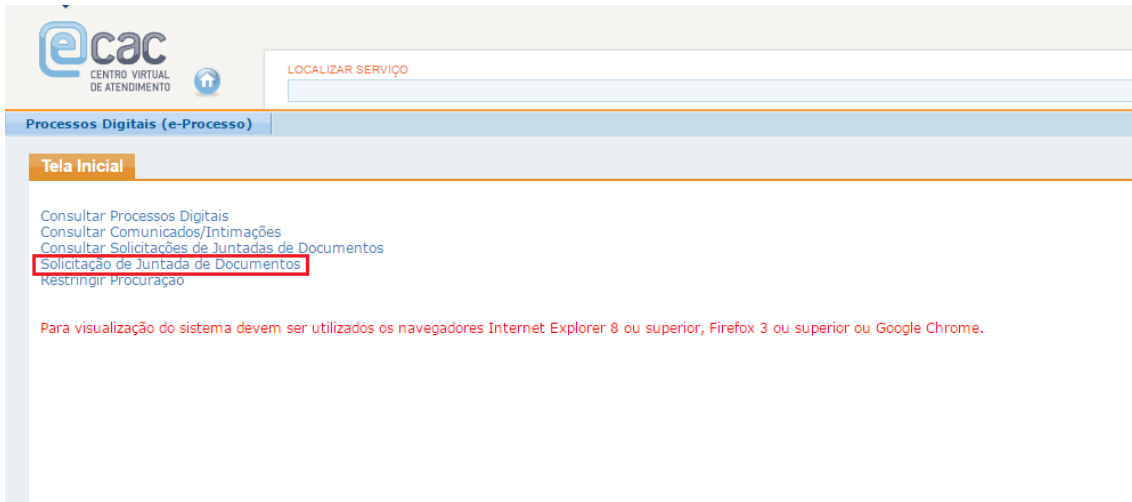 ecac
CENTRO VIRTUAL
DE ATENDIMENTO
LOCALIZAR SERVIÇO
Processos Digitais (e-Processo)
Tela Inicial
Consultar Processos Digitais
Consultar Comunicados/Intimações
Consultar Solicitações de Juntadas de Documentos
Solicitação de Juntada de Documentos
Restringir Procuração
Para visualização do sistema devem ser utilizados os navegadores Internet Explorer 8 ou superior, Firefox 3 ou superior ou Google Chrome.